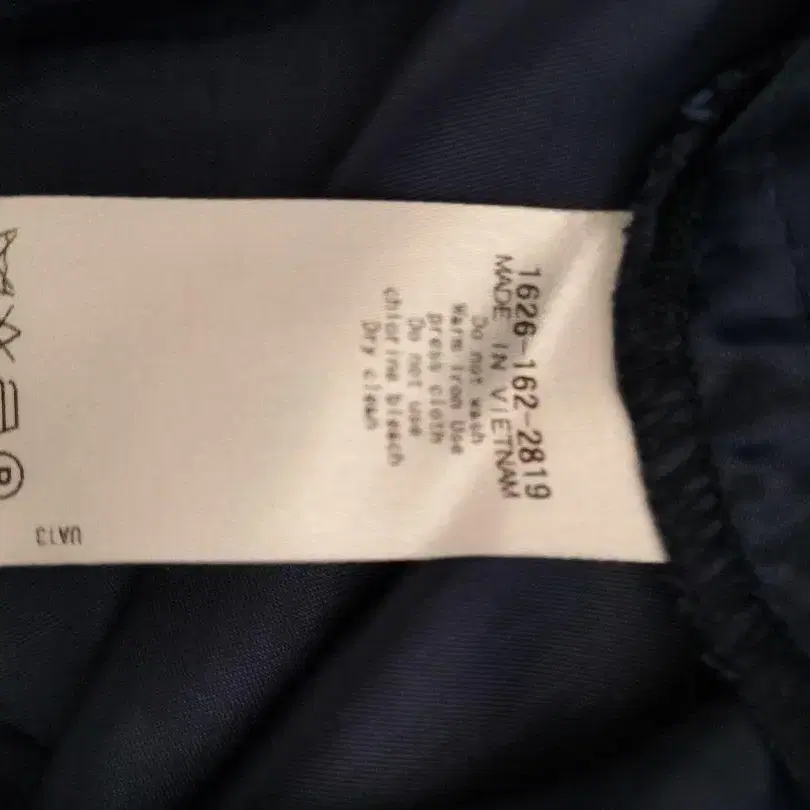 1626-162-2819
MADE IN VIETNAM
Do not wash
Warm iron Use
press cloth
Do not use
chlorine bleach
Dry clean
UA13